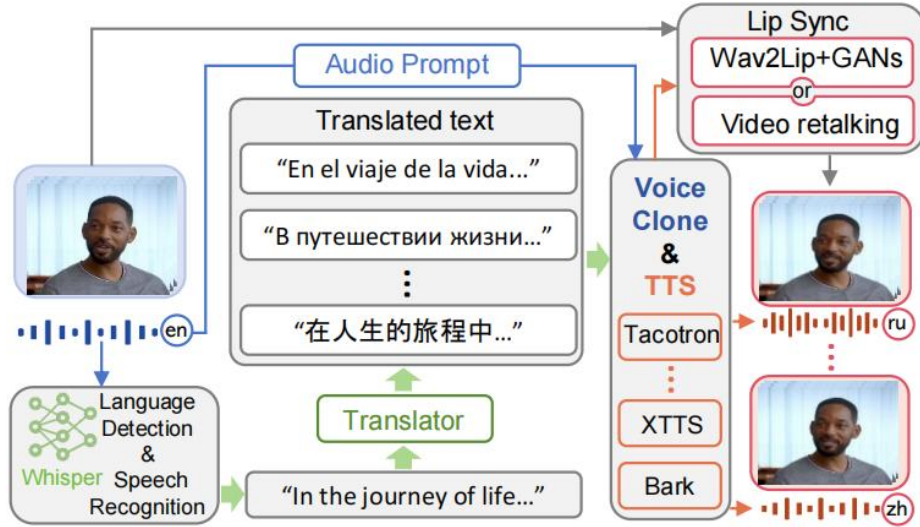 Lip Sync
Wav2Lip+GANs
or
Video retalking
Audio Prompt
Translated text
“En el viaje de la vida...”
“В путешествии жизни...”
“在人生的旅程中...”
en
Language
Detection
&
Speech
Recognition
Whisper
Translator
“In the journey of life...”
Voice
Clone
&
TTS
Tacotron
XTTS
Bark
ru
zh